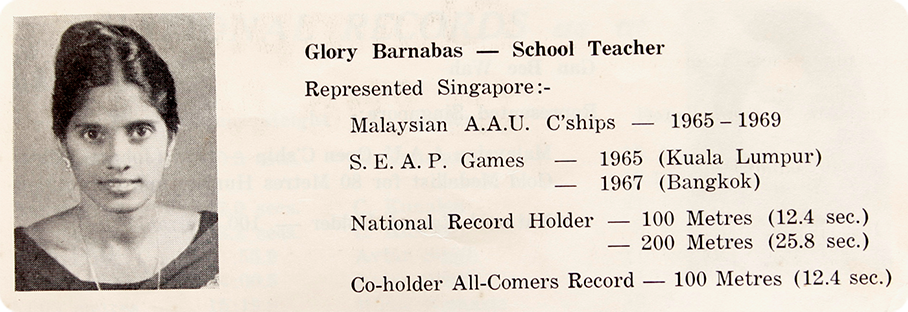 Glory Barnabas — School Teacher
Represented Singapore:-
Malaysian A.A.U. C'ships — 1965 – 1969
S.E.A.P. Games — 1965 (Kuala Lumpur)
— 1967 (Bangkok)
National Record Holder — 100 Metres (12.4 sec.)
— 200 Metres (25.8 sec.)
Co-holder All-Comers Record — 100 Metres (12.4 sec.)